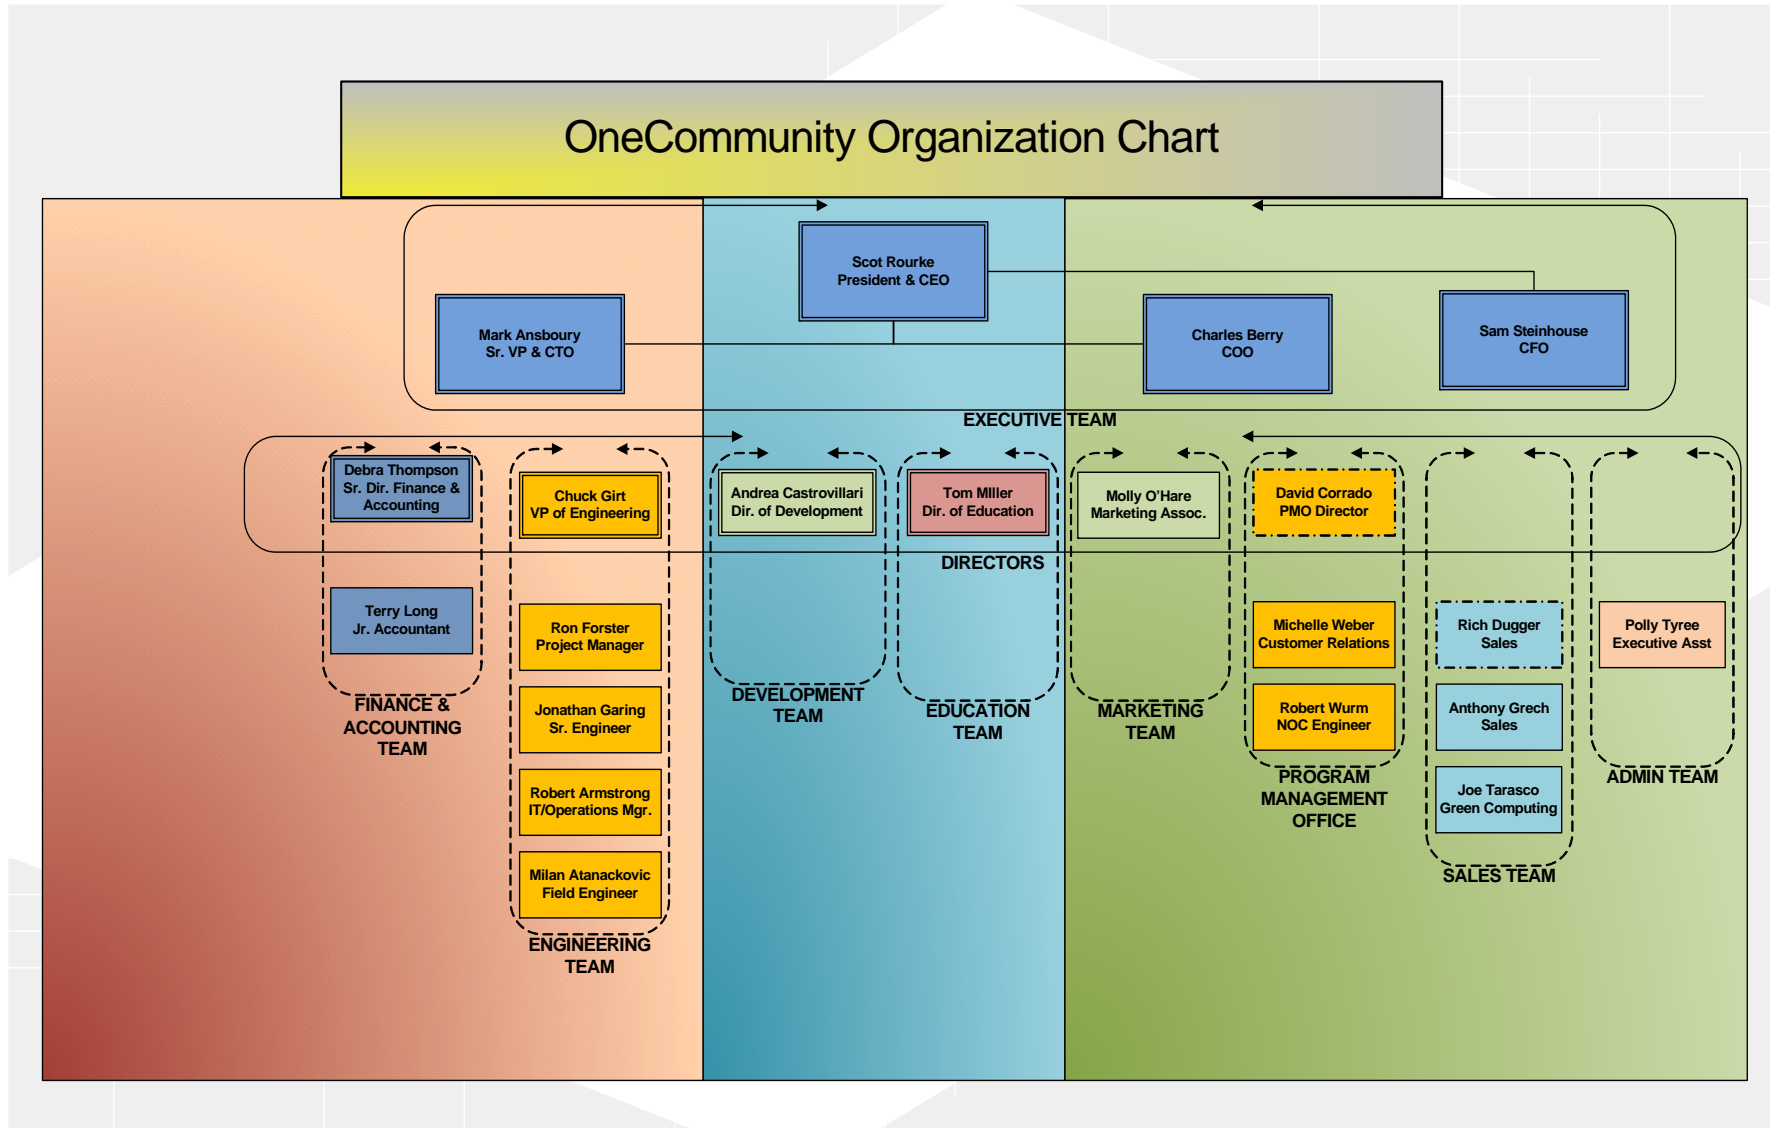 OneCommunity Organization Chart
Scot Rourke
President & CEO
Mark Ansboury
Sr. VP & CTO
Charles Berry
COO
Sam Steinhouse
CFO
EXECUTIVE TEAM
Debra Thompson
Sr. Dir. Finance &
Accounting
Chuck Girt
VP of Engineering
Andrea Castrovillari
Dir. of Development
Tom MIller
Dir. of Education
Molly O'Hare
Marketing Assoc.
David Corrado
PMO Director
DIRECTORS
Terry Long
Jr. Accountant
Ron Forster
Project Manager
Michelle Weber
Customer Relations
Rich Dugger
Sales
Polly Tyree
Executive Asst
FINANCE &
ACCOUNTING
TEAM
Jonathan Garing
Sr. Engineer
DEVELOPMENT
TEAM
EDUCATION
TEAM
MARKETING
TEAM
Robert Wurm
NOC Engineer
Anthony Grech
Sales
Robert Armstrong
IT/Operations Mgr.
PROGRAM
MANAGEMENT
OFFICE
Joe Tarasco
Green Computing
ADMIN TEAM
Milan Atanackovic
Field Engineer
SALES TEAM
ENGINEERING
TEAM